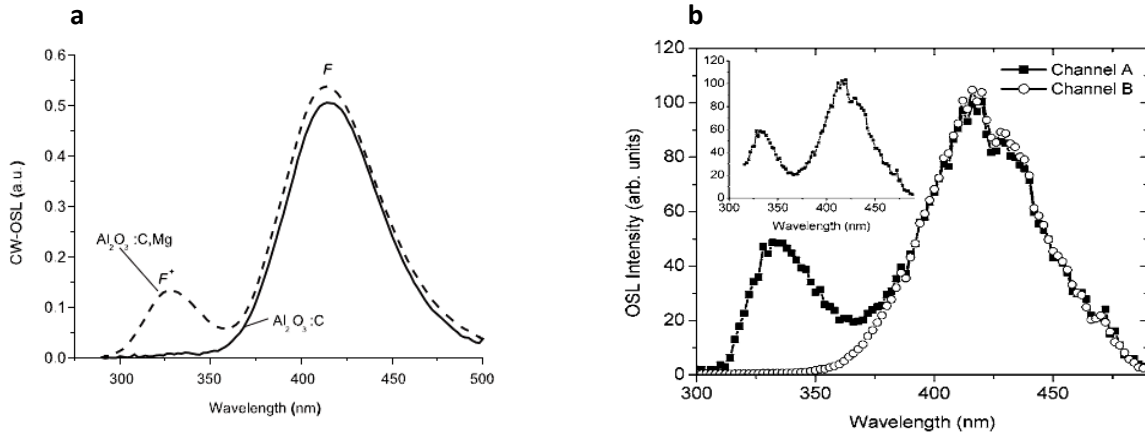 a
CW-OSL (a.u.)
0.6
0.5
0.4
0.3
0.2
0.1
0.0
F
Al₂O₃ :C,Mg
F⁺
Al₂O₃ :C
300 350 400 450 500
Wavelength (nm)
b
OSL Intensity (arb. units)
120
100
80
60
40
20
0
120
100
80
60
40
20
0
300 350 400 450
Wavelength (nm)
Channel A
Channel B
300 350 400 450
Wavelength (nm)